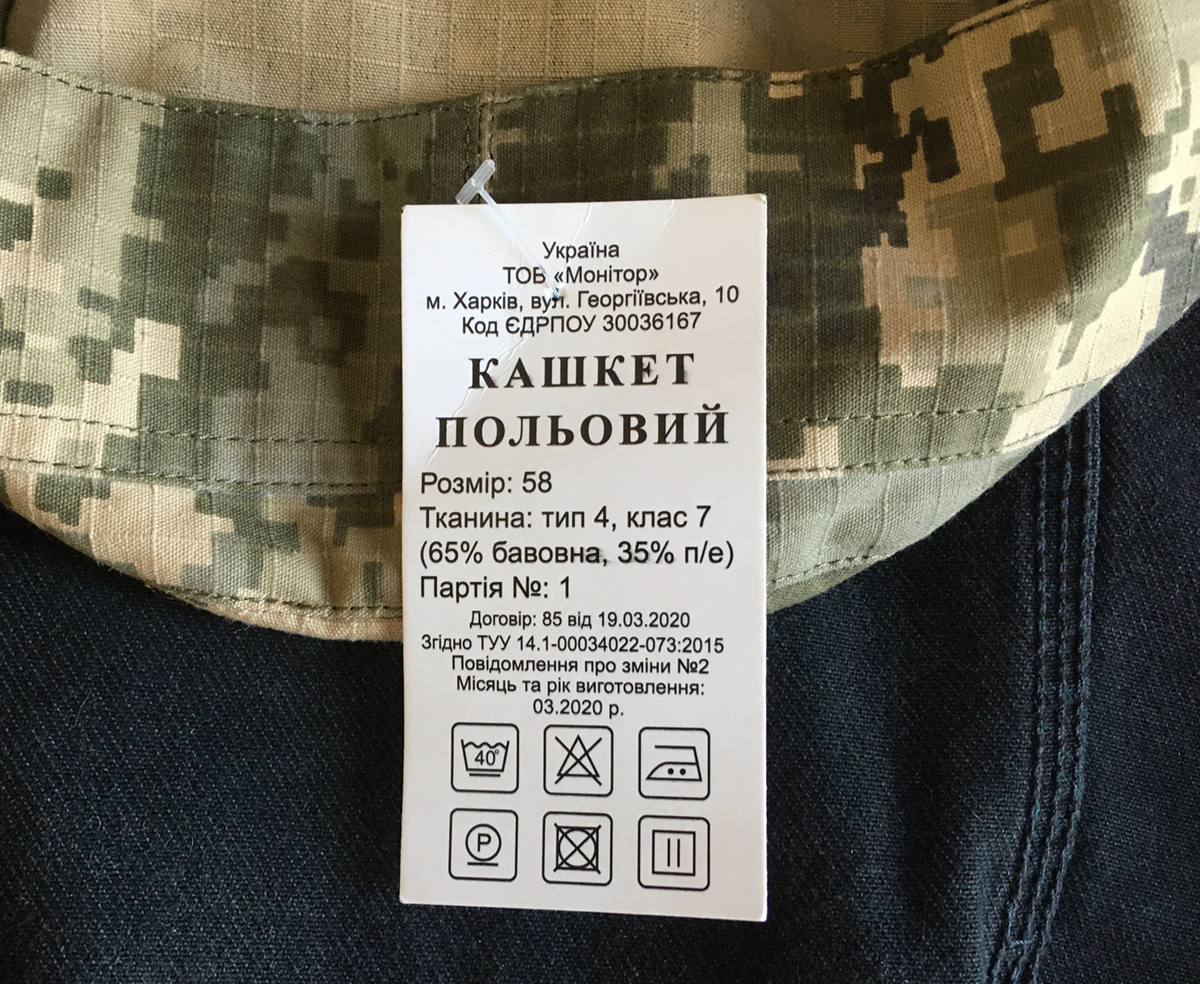 Україна
ТОВ «Монітор»
м. Харків, вул. Георгіївська, 10
Код ЄДРПОУ 30036167
КАШКЕТ
ПОЛЬОВИЙ
Розмір: 58
Тканина: тип 4, клас 7
(65% бавовна, 35% п/е)
Партія №: 1
Договір: 85 від 19.03.2020
Згідно ТУУ 14.1-00034022-073:2015
Повідомлення про зміни №2
Місяць та рік виготовлення:
03.2020 р.
40°
P